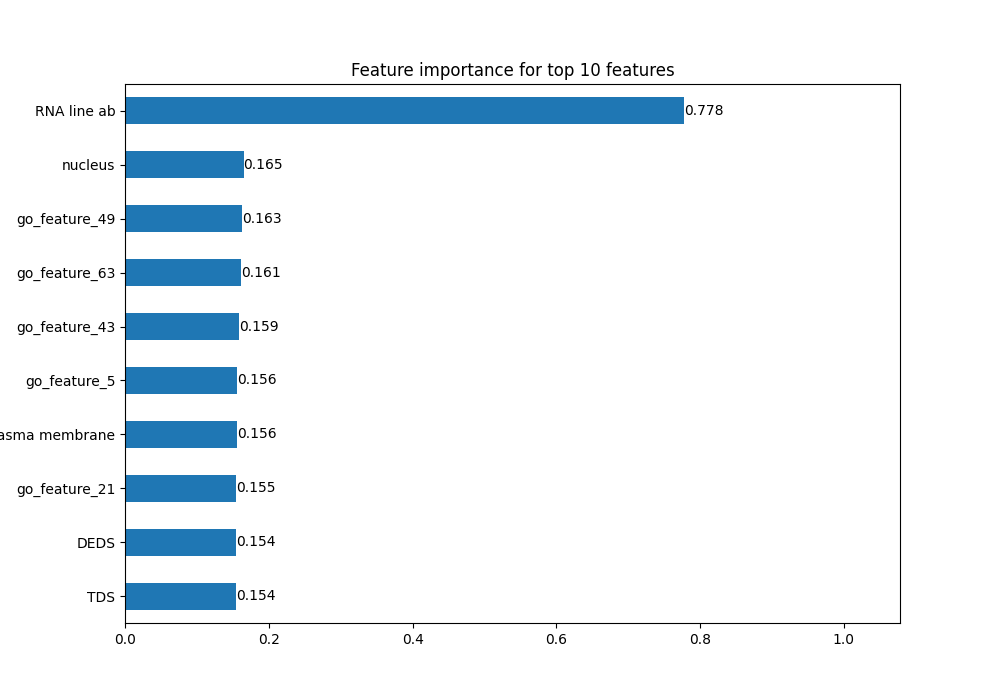 Feature importance for top 10 features
RNA line ab 0.778
nucleus 0.165
go_feature_49 0.163
go_feature_63 0.161
go_feature_43 0.159
go_feature_5 0.156
asma membrane 0.156
go_feature_21 0.155
DEDS 0.154
TDS 0.154
0.0 0.2 0.4 0.6 0.8 1.0